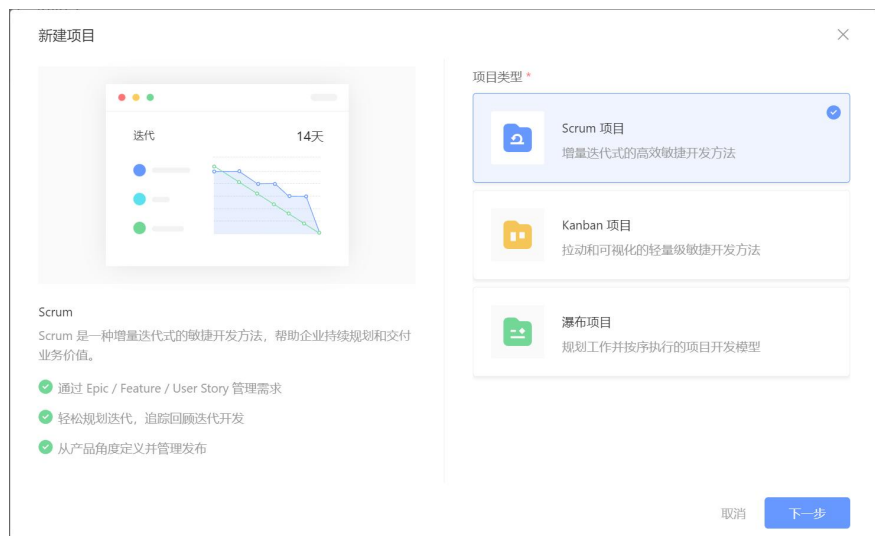 新建项目
迭代
14天
Scrum
Scrum 是一种增量迭代式的敏捷开发方法，帮助企业持续规划和交付
业务价值。
通过 Epic / Feature / User Story 管理需求
轻松规划迭代，追踪回顾迭代开发
从产品角度定义并管理发布
项目类型 *
Scrum 项目
增量迭代式的高效敏捷开发方法
Kanban 项目
拉动和可视化的轻量级敏捷开发方法
瀑布项目
规划工作并按序执行的项目开发模型
取消
下一步